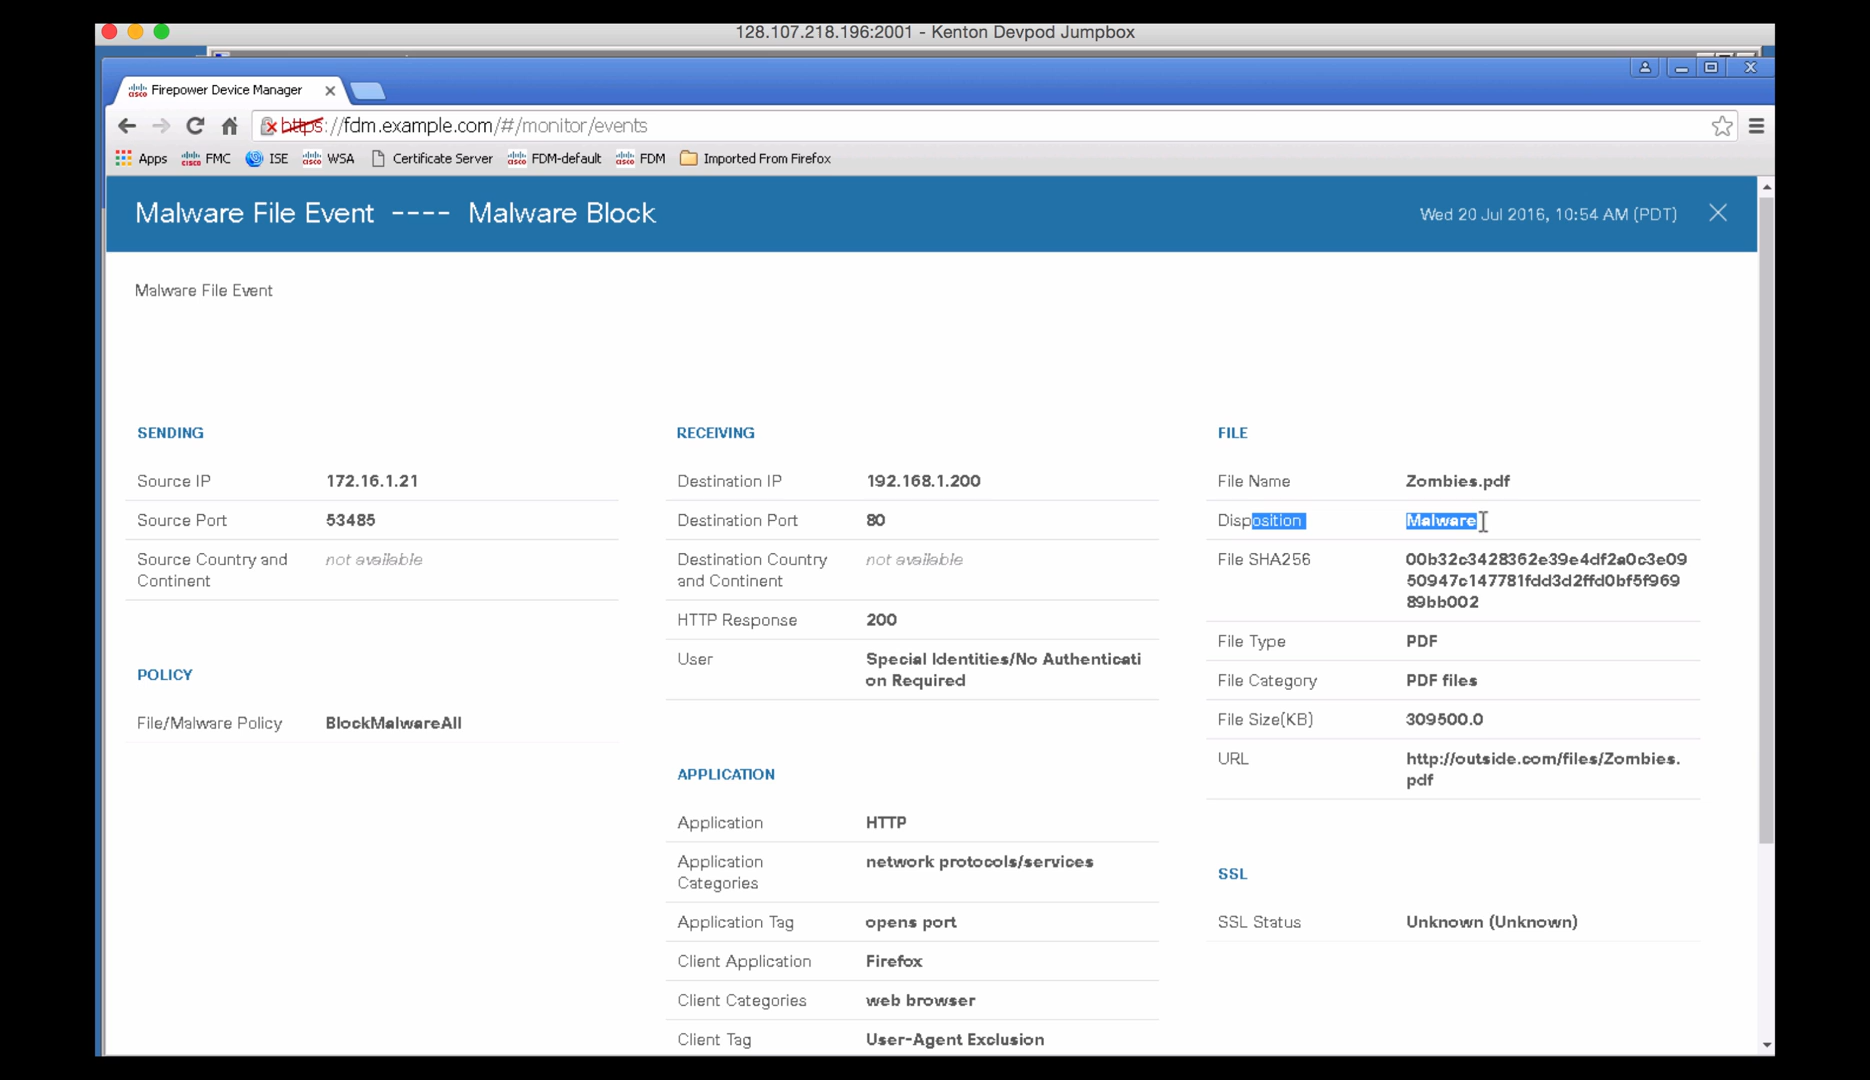 128.107.218.196:2001 - Kenton Devpod Jumpbox
cisco Firepower Device Manager
https://fdm.example.com/#/monitor/events
Apps cisco FMC ISE cisco WSA Certificate Server cisco FDM-default cisco FDM Imported From Firefox
Malware File Event ---- Malware Block
Wed 20 Jul 2016, 10:54 AM (PDT)
Malware File Event
SENDING
Source IP 172.16.1.21
Source Port 53485
Source Country and
Continent
not available
POLICY
File/Malware Policy BlockMalwareAll
RECEIVING
Destination IP 192.168.1.200
Destination Port 80
Destination Country
and Continent
not available
HTTP Response 200
User
Special Identities/No Authenticati
on Required
APPLICATION
Application HTTP
Application
Categories
network protocols/services
Application Tag opens port
Client Application Firefox
Client Categories web browser
Client Tag User-Agent Exclusion
FILE
File Name Zombies.pdf
Disposition Malware
File SHA256
00b32c3428362e39e4df2a0c3e09
50947c147781fdd3d2ffd0bf5f969
89bb002
File Type PDF
File Category PDF files
File Size(KB) 309500.0
URL
http://outside.com/files/Zombies.
pdf
SSL
SSL Status Unknown (Unknown)